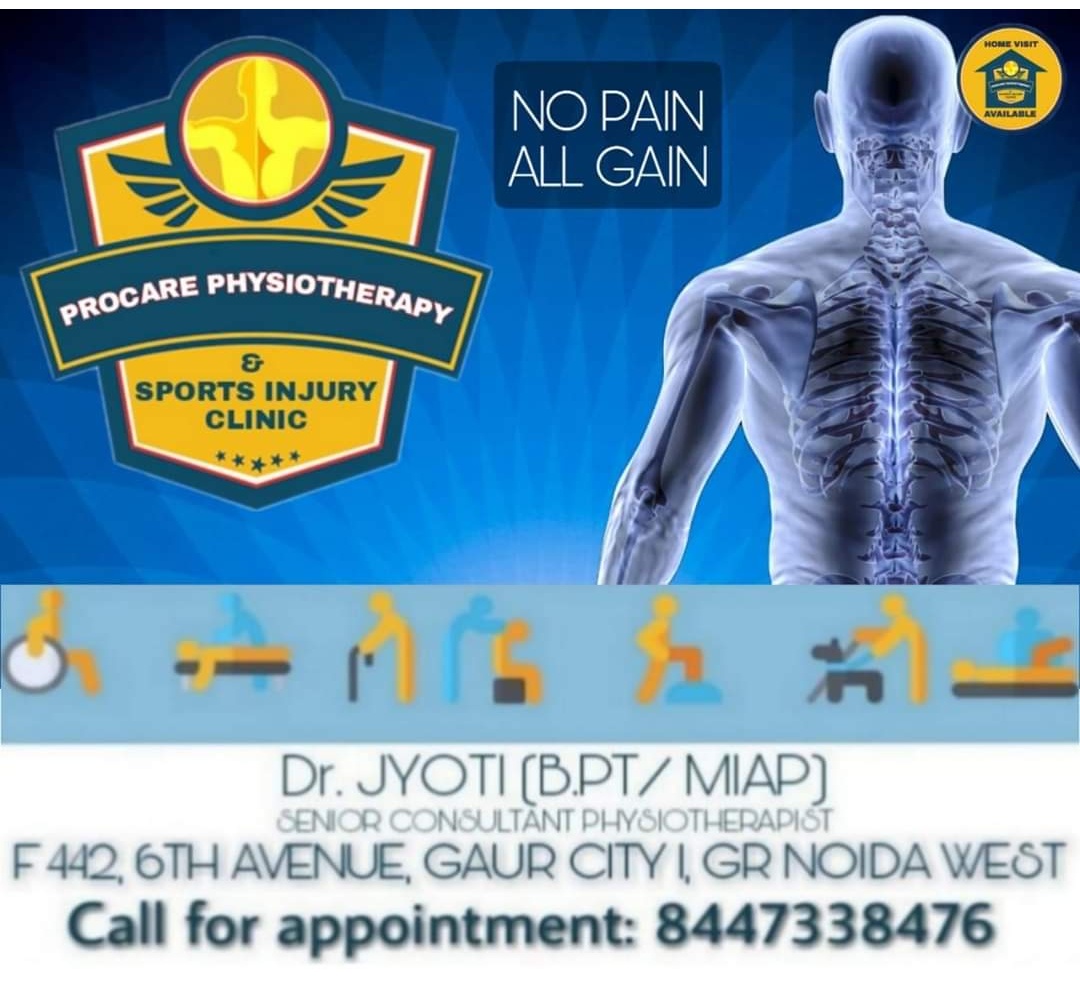 HOME VISIT
AVAILABLE
NO PAIN
ALL GAIN
PROCARE PHYSIOTHERAPY
&
SPORTS INJURY
CLINIC
Dr. JYOTI (B.PT/ MIAP)
SENIOR CONSULTANT PHYSIOTHERAPIST
F 442, 6TH AVENUE, GAUR CITY I, GR NOIDA WEST
Call for appointment: 8447338476